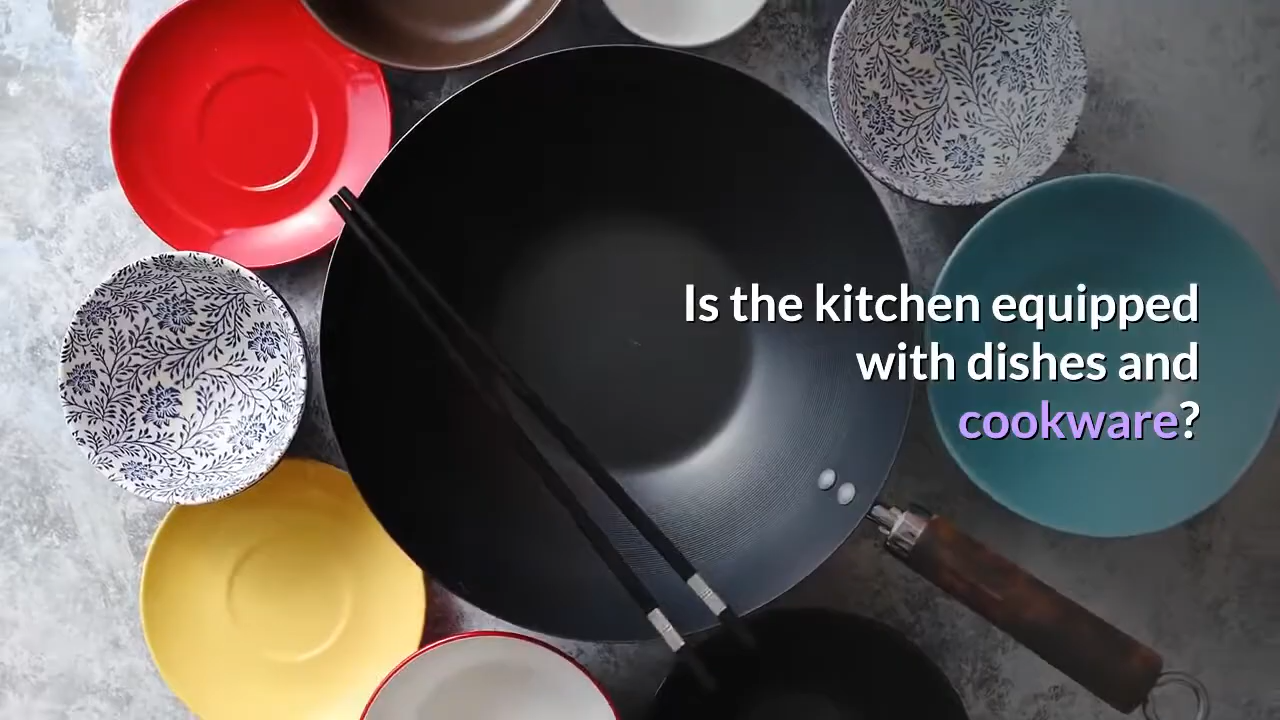 Is the kitchen equipped
with dishes and
cookware?